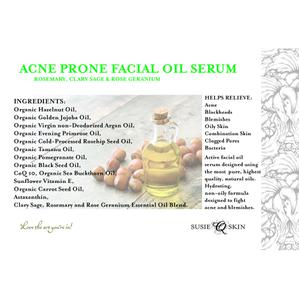 ACNE PRONE FACIAL OIL SERUM
ROSEMARY, CLARY SAGE & ROSE GERANIUM
INGREDIENTS:
Organic Hazelnut Oil,
Organic Golden Jojoba Oil,
Organic Virgin non-Deodorized Argan Oil,
Organic Evening Primrose Oil,
Organic Cold-Processed Rosehip Seed Oil,
Organic Tamanu Oil,
Organic Pomegranate Oil,
Organic Black Seed Oil,
CoQ 10, Organic Sea Buckthorn Oil,
Sunflower Vitamin E,
Organic Carrot Seed Oil,
Astaxanthin,
Clary Sage, Rosemary and Rose Geranium Essential Oil Blend.
Love the art you're in!
HELPS RELIEVE:
Acne
Blackheads
Blemishes
Oily Skin
Combination Skin
Clogged Pores
Bacteria
Active facial oil
serum designed using
the most pure, highest
quality, natural oils.
Hydrating,
non-oily formula
designed to fight
acne and blemishes.
SUSIE Q SKIN